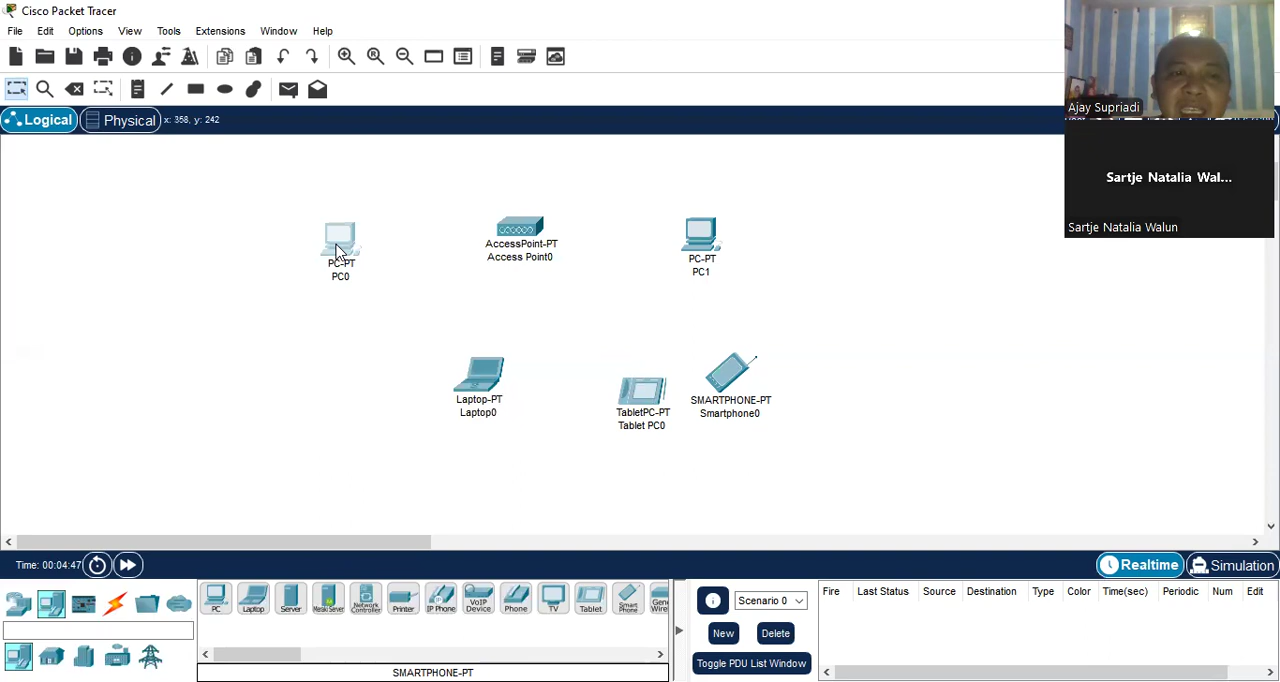 Cisco Packet Tracer
File Edit Options View Tools Extensions Window Help
Logical Physical x: 358, y: 242
Ajay Supriadi
Sartje Natalia Wal...
Sartje Natalia Walun
PC-PT
PC0
AccessPoint-PT
Access Point0
PC-PT
PC1
Laptop-PT
Laptop0
TabletPC-PT
Tablet PC0
SMARTPHONE-PT
Smartphone0
Time: 00:04:47
Realtime Simulation
PC Laptop Server Meraki Server Network Controller Printer IP Phone VoIP Device Phone TV Tablet Smart Phone
SMARTPHONE-PT
Scenario 0
New Delete
Toggle PDU List Window
Fire Last Status Source Destination Type Color Time(sec) Periodic Num Edit